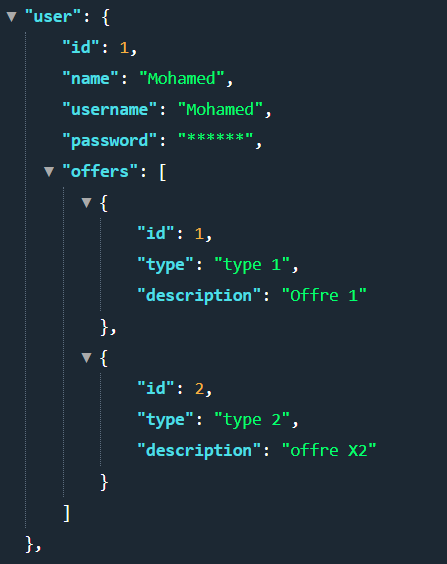 "user": {
"id": 1,
"name": "Mohamed",
"username": "Mohamed",
"password": "******",
"offers": [
{
"id": 1,
"type": "type 1",
"description": "Offre 1"
},
{
"id": 2,
"type": "type 2",
"description": "offre X2"
}
]
},